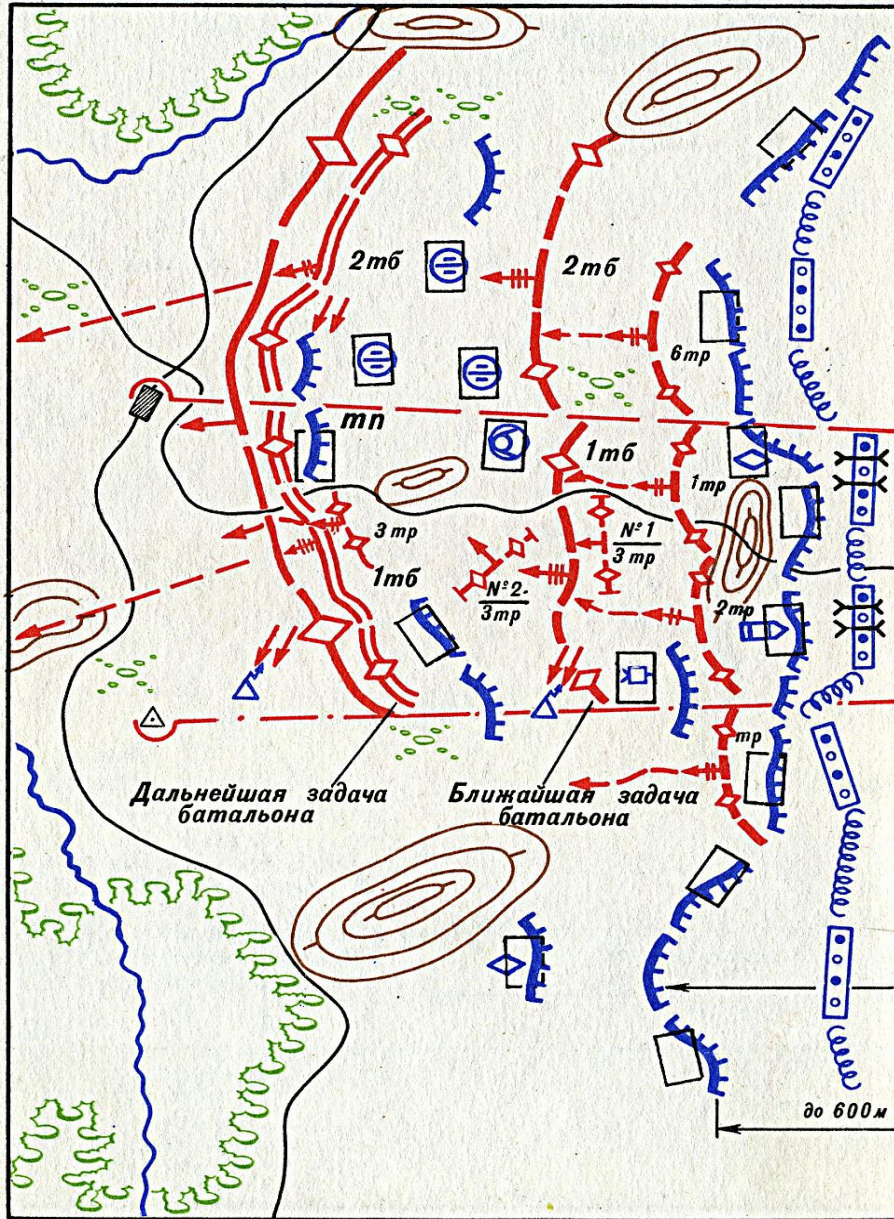 2тб
2тб
6тр
тп
1тб
1тр
3тр
1тб
№1
3тр
№2
3тр
2тр
тр
Дальнейшая задача
батальона
Ближайшая задача
батальона
до 600м